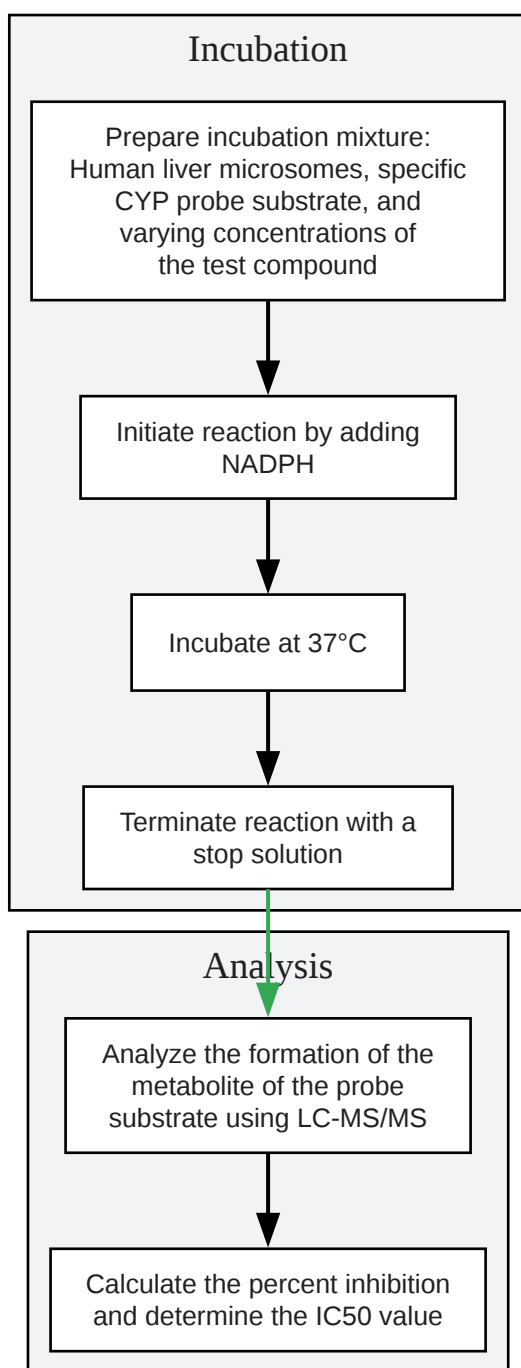 Incubation
Prepare incubation mixture:
Human liver microsomes, specific
CYP probe substrate, and
varying concentrations of
the test compound
Initiate reaction by adding
NADPH
Incubate at 37°C
Terminate reaction with a
stop solution
Analysis
Analyze the formation of the
metabolite of the probe
substrate using LC-MS/MS
Calculate the percent inhibition
and determine the IC50 value